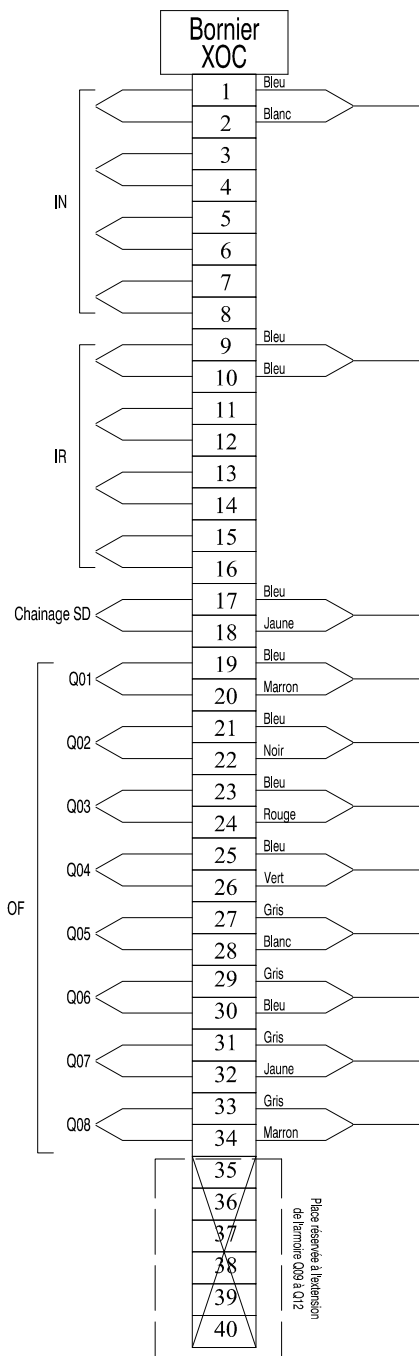 Bornier
XOC
1 Bleu
2 Blanc
3
4
IN
5
6
7
8
9 Bleu
10 Bleu
11
IR
12
13
14
15
16
Chainage SD
17 Bleu
18 Jaune
Q01
19 Bleu
20 Marron
Q02
21 Bleu
22 Noir
Q03
23 Bleu
24 Rouge
Q04
25 Bleu
26 Vert
OF
Q05
27 Gris
28 Blanc
Q06
29 Gris
30 Bleu
Q07
31 Gris
32 Jaune
Q08
33 Gris
34 Marron
35
36
37
38
39
40
Place réservée à l'extension
de l'armoire Q09 à Q12